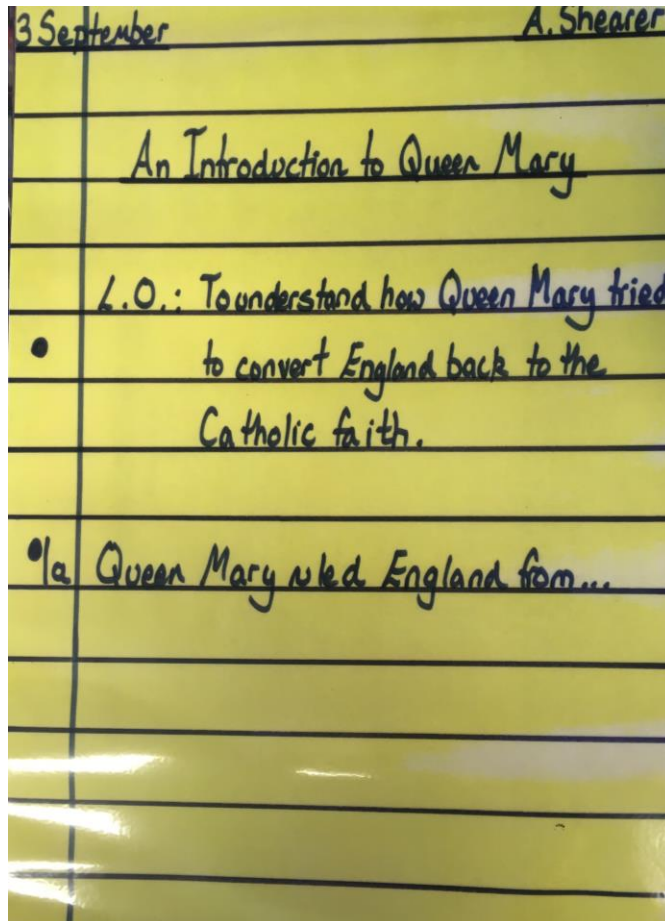 3 September A. Shearer
An Introduction to Queen Mary
L.O.: To understand how Queen Mary tried
to convert England back to the
Catholic faith.
1a Queen Mary ruled England from...